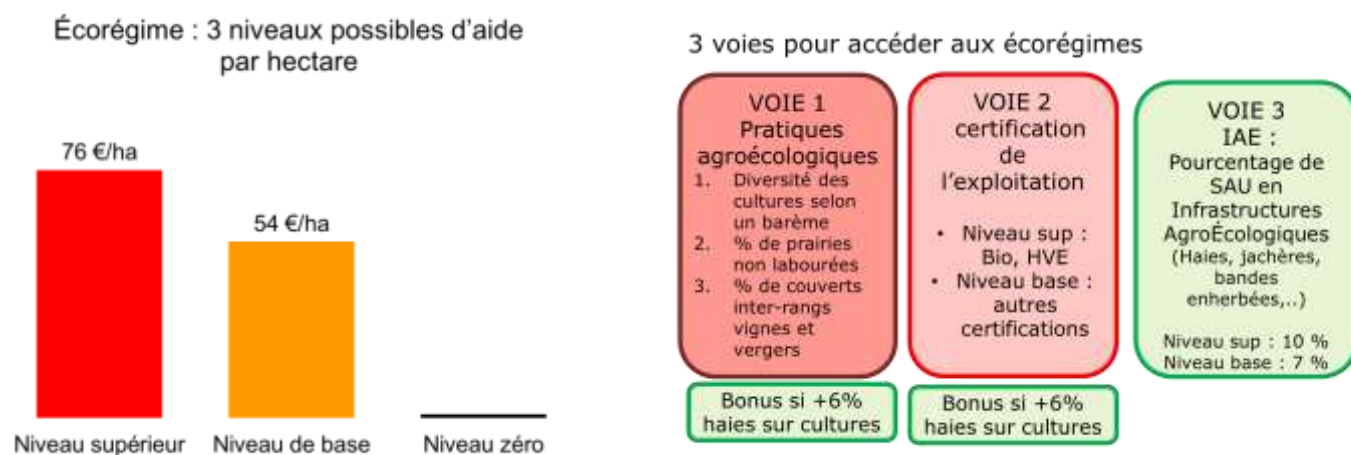 Écorégime : 3 niveaux possibles d'aide
par hectare
76 €/ha
54 €/ha
Niveau supérieur
Niveau de base
Niveau zéro
3 voies pour accéder aux écorégimes
VOIE 1
Pratiques
agroécologiques
1. Diversité des
cultures selon
un barème
2. % de prairies
non labourées
3. % de couverts
inter-rangs
vignes et
vergers
Bonus si +6%
haies sur cultures
VOIE 2
certification
de
l'exploitation
• Niveau sup :
Bio, HVE
• Niveau base :
autres
certifications
Bonus si +6%
haies sur cultures
VOIE 3
IAE :
Pourcentage de
SAU en
Infrastructures
AgroÉcologiques
(Haies, jachères,
bandes
enherbées,..)
Niveau sup : 10 %
Niveau base : 7 %